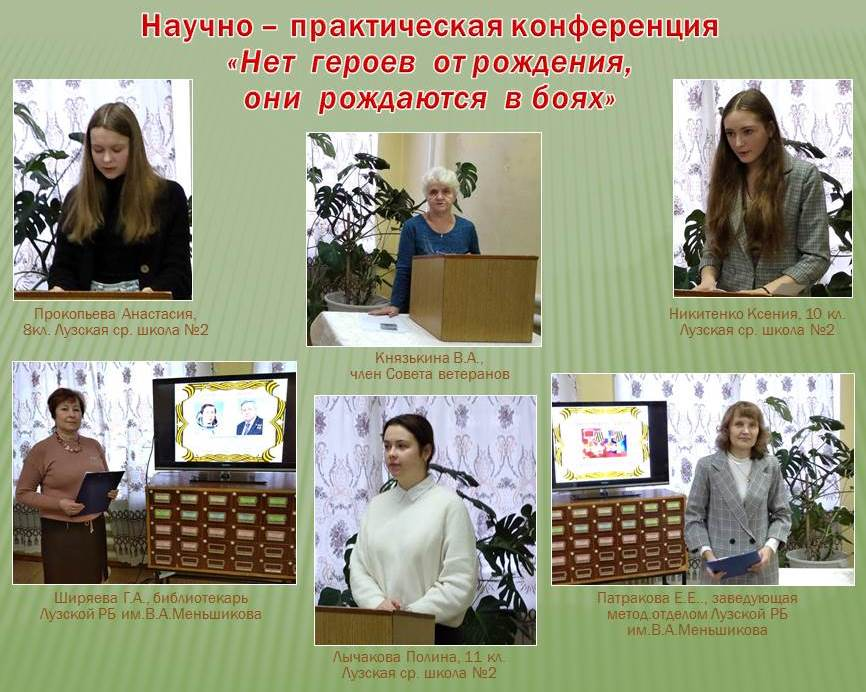 Научно – практическая конференция
«Нет героев от рождения,
они рождаются в боях»
Прокопьева Анастасия,
8кл. Лузская ср. школа №2
Князькина В.А.,
член Совета ветеранов
Никитенко Ксения, 10 кл.
Лузская ср. школа №2
Ширяева Г.А., библиотекарь
Лузской РБ им.В.А.Меньшикова
Лычакова Полина, 11 кл.
Лузская ср. школа №2
Патракова Е.Е.., заведующая
метод.отделом Лузской РБ
им.В.А.Меньшикова